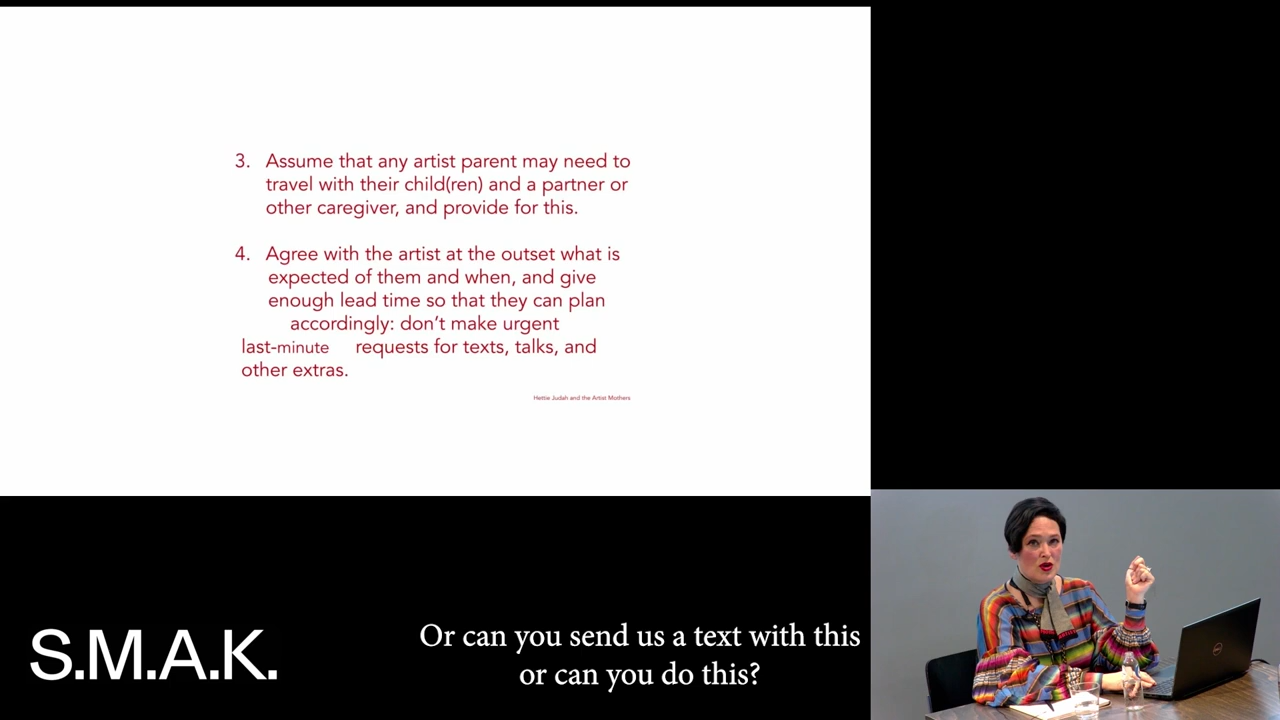 3. Assume that any artist parent may need to
travel with their child(ren) and a partner or
other caregiver, and provide for this.
4. Agree with the artist at the outset what is
expected of them and when, and give
enough lead time so that they can plan
accordingly: don't make urgent
last-minute requests for texts, talks, and
other extras.
Hettie Judah and the Artist Mothers
S.M.A.K.
Or can you send us a text with this
or can you do this?